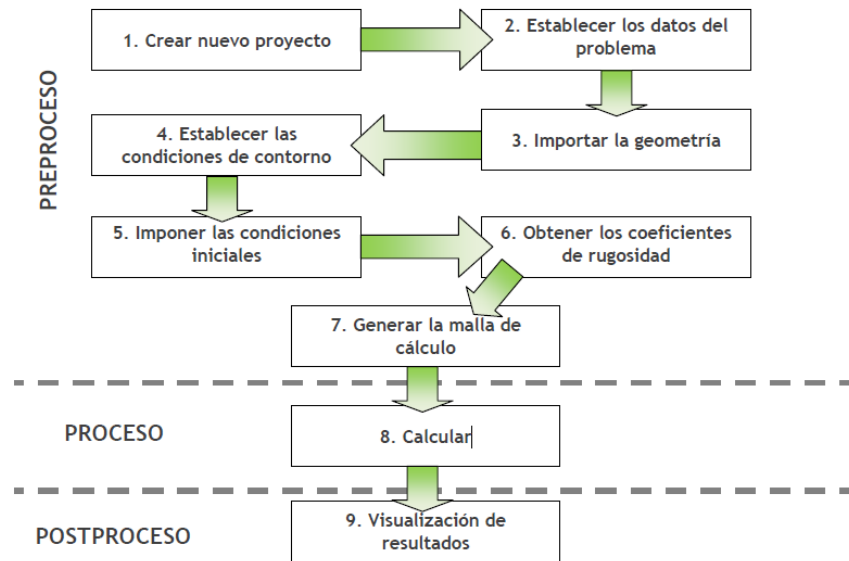 PREPROCESO
1. Crear nuevo proyecto
2. Establecer los datos del
problema
3. Importar la geometría
4. Establecer las
condiciones de contorno
5. Imponer las condiciones
iniciales
6. Obtener los coeficientes
de rugosidad
7. Generar la malla de
cálculo
PROCESO
8. Calcular
POSTPROCESO
9. Visualización de
resultados